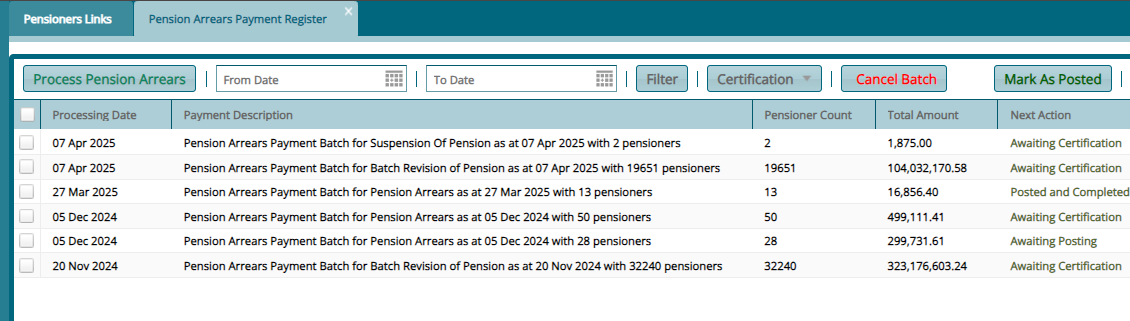 Pensioners Links Pension Arrears Payment Register x
Process Pension Arrears From Date To Date Filter Certification Cancel Batch Mark As Posted
Processing Date Payment Description Pensioner Count Total Amount Next Action
07 Apr 2025 Pension Arrears Payment Batch for Suspension Of Pension as at 07 Apr 2025 with 2 pensioners 2 1,875.00 Awaiting Certification
07 Apr 2025 Pension Arrears Payment Batch for Batch Revision of Pension as at 07 Apr 2025 with 19651 pensioners 19651 104,032,170.58 Awaiting Certification
27 Mar 2025 Pension Arrears Payment Batch for Pension Arrears as at 27 Mar 2025 with 13 pensioners 13 16,856.40 Posted and Completed
05 Dec 2024 Pension Arrears Payment Batch for Pension Arrears as at 05 Dec 2024 with 50 pensioners 50 499,111.41 Awaiting Certification
05 Dec 2024 Pension Arrears Payment Batch for Pension Arrears as at 05 Dec 2024 with 28 pensioners 28 299,731.61 Awaiting Posting
20 Nov 2024 Pension Arrears Payment Batch for Batch Revision of Pension as at 20 Nov 2024 with 32240 pensioners 32240 323,176,603.24 Awaiting Certification